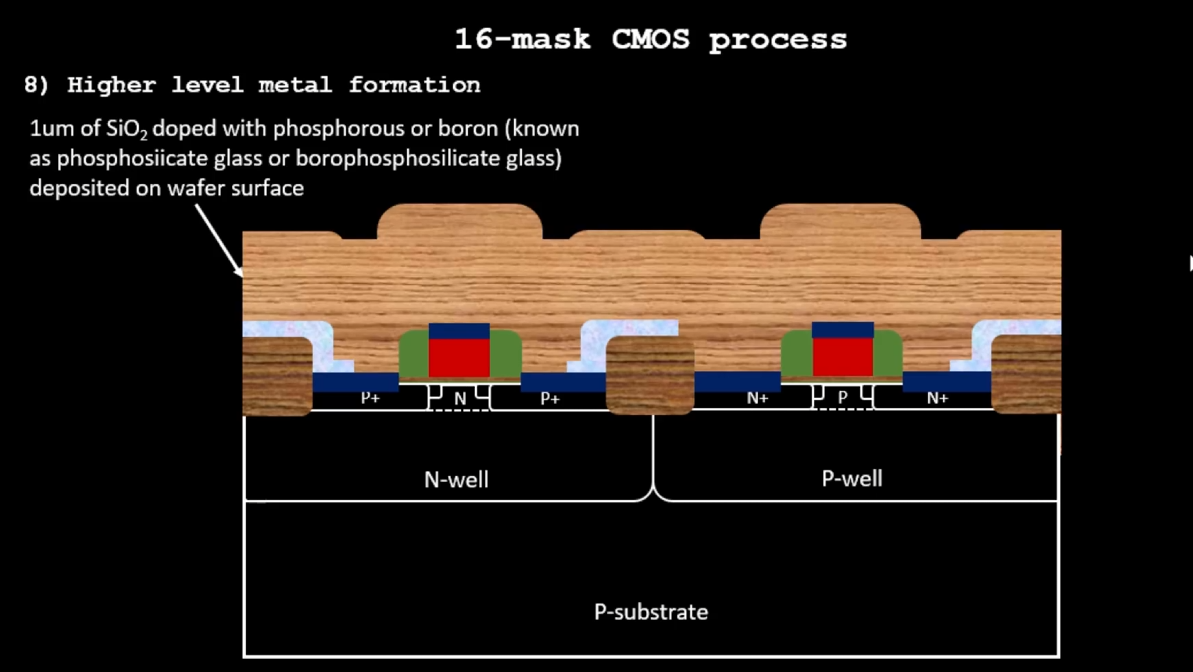 16-mask CMOS process
8) Higher level metal formation
1um of SiO₂ doped with phosphorous or boron (known
as phosphosiicate glass or borophosphosilicate glass)
deposited on wafer surface
P+ N P+ N+ P N+
N-well P-well
P-substrate